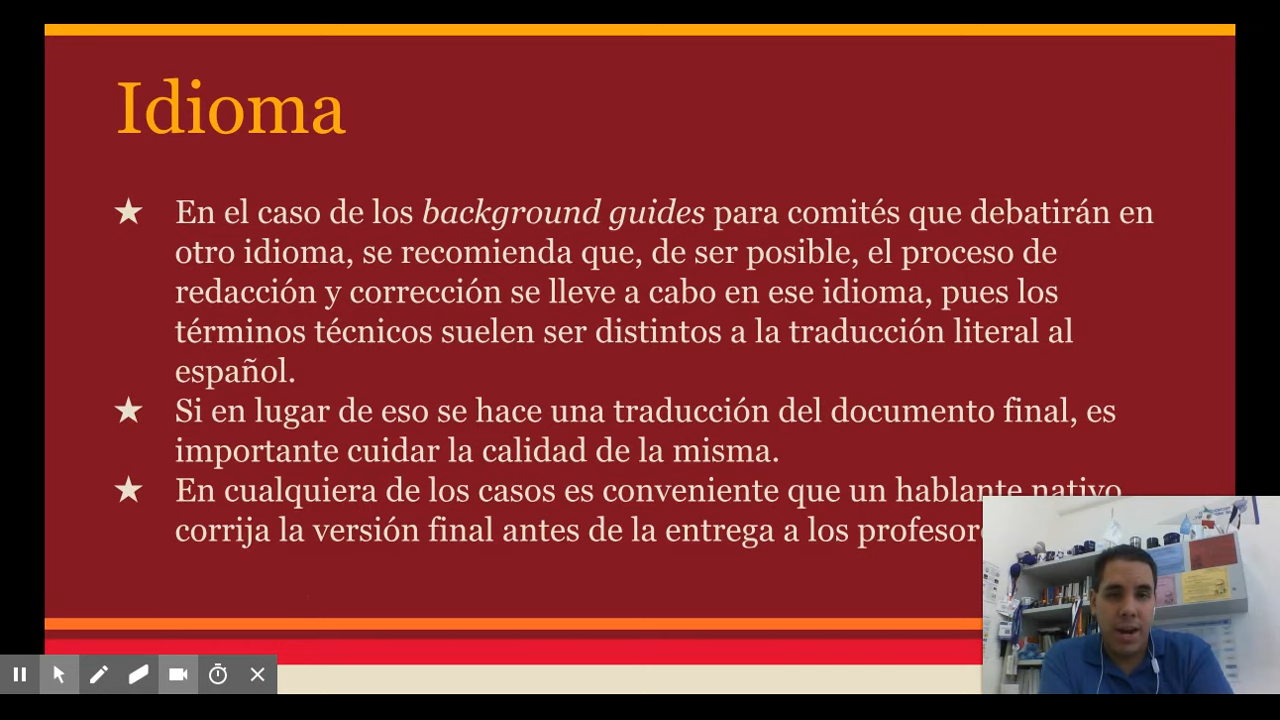 Idioma
★ En el caso de los background guides para comités que debatirán en
otro idioma, se recomienda que, de ser posible, el proceso de
redacción y corrección se lleve a cabo en ese idioma, pues los
términos técnicos suelen ser distintos a la traducción literal al
español.
★ Si en lugar de eso se hace una traducción del documento final, es
importante cuidar la calidad de la misma.
★ En cualquiera de los casos es conveniente que un hablante nativo
corrija la versión final antes de la entrega a los